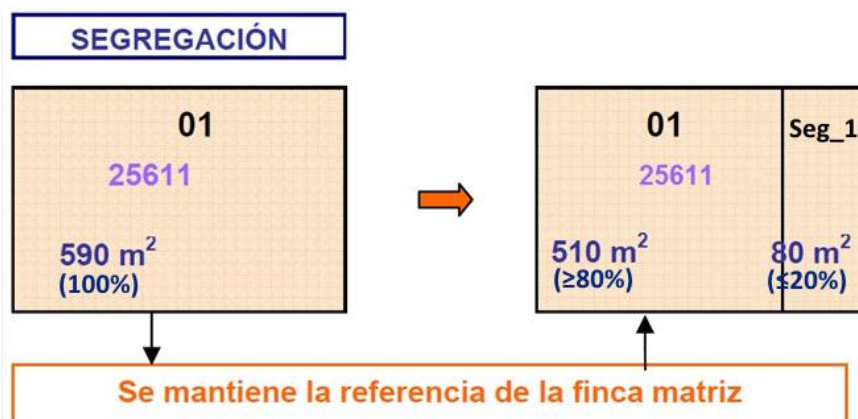 SEGREGACIÓN
01
25611
590 m²
(100%)
01
25611
510 m²
(≥80%)
Seg_1
80 m²
(≤20%)
Se mantiene la referencia de la finca matriz